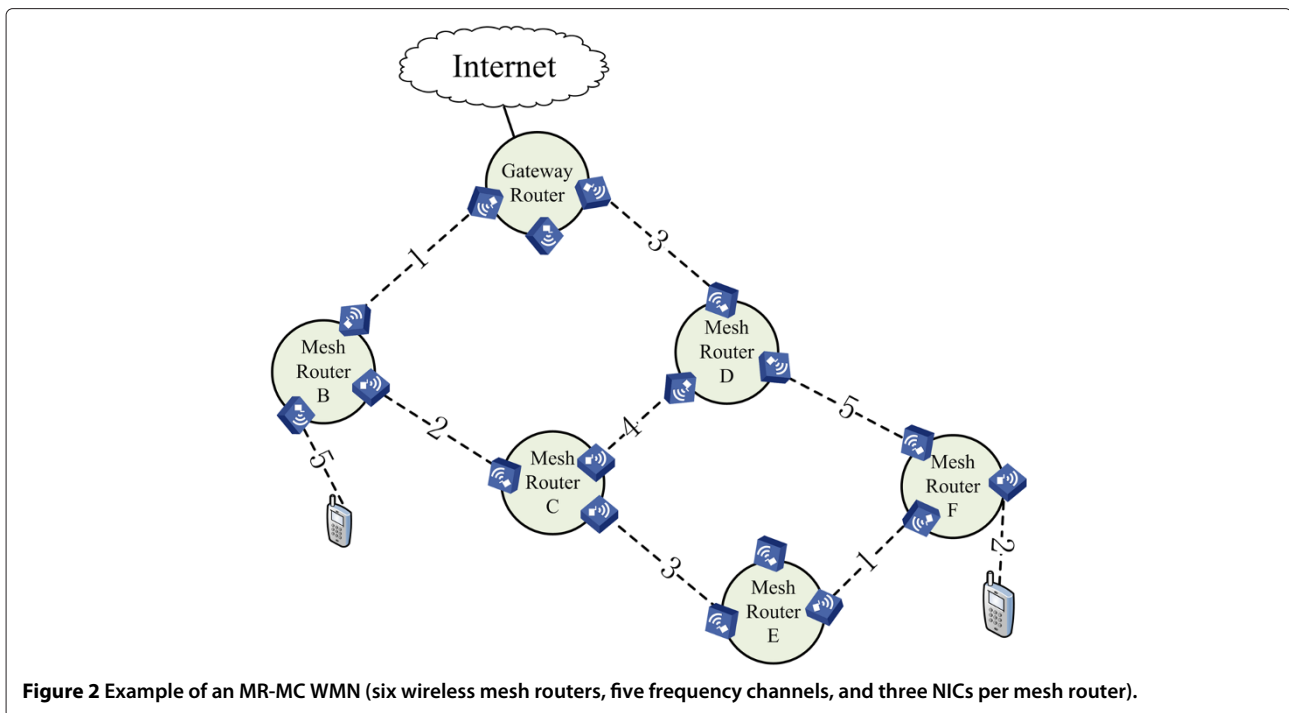 Internet
Gateway
Router
1
3
Mesh
Router
B
Mesh
Router
D
5
2
4
5
Mesh
Router
C
Mesh
Router
F
3
1
2
Mesh
Router
E
Figure 2 Example of an MR-MC WMN (six wireless mesh routers, five frequency channels, and three NICs per mesh router).